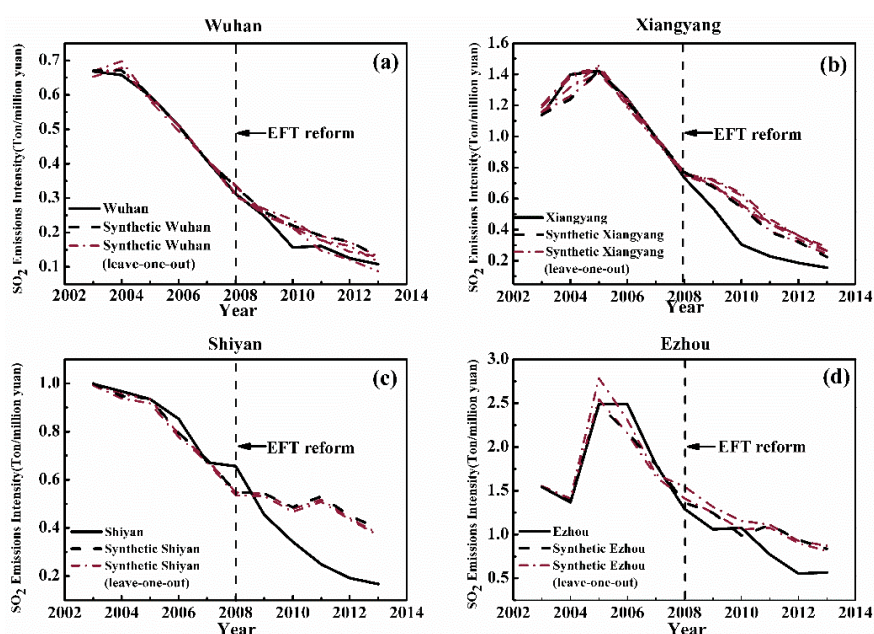 Wuhan
(a)
SO2 Emissions Intensity(Ton/million yuan)
0.7
0.6
0.5
0.4
0.3
0.2
0.1
EFT reform
Wuhan
Synthetic Wuhan
Synthetic Wuhan
(leave-one-out)
2002 2004 2006 2008 2010 2012 2014
Year
Xiangyang
(b)
SO2 Emissions Intensity(Ton/million yuan)
1.6
1.4
1.2
1.0
0.8
0.6
0.4
0.2
EFT reform
Xiangyang
Synthetic Xiangyang
Synthetic Xiangyang
(leave-one-out)
2002 2004 2006 2008 2010 2012 2014
Year
Shiyan
(c)
SO2 Emissions Intensity(Ton/million yuan)
1.0
0.8
0.6
0.4
0.2
EFT reform
Shiyan
Synthetic Shiyan
Synthetic Shiyan
(leave-one-out)
2002 2004 2006 2008 2010 2012 2014
Year
Ezhou
(d)
SO2 Emissions Intensity(Ton/million yuan)
3.0
2.5
2.0
1.5
1.0
0.5
EFT reform
Ezhou
Synthetic Ezhou
Synthetic Ezhou
(leave-one-out)
2002 2004 2006 2008 2010 2012 2014
Year